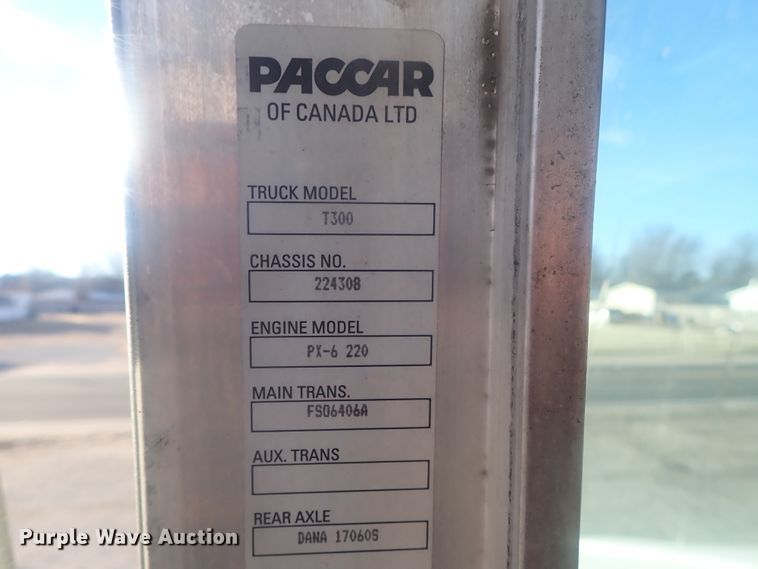 PACCAR
OF CANADA LTD
TRUCK MODEL
T300
CHASSIS NO.
224308
ENGINE MODEL
PX-6 220
MAIN TRANS.
FSO6406A
AUX. TRANS
REAR AXLE
DANA 17060S
Purple Wave Auction